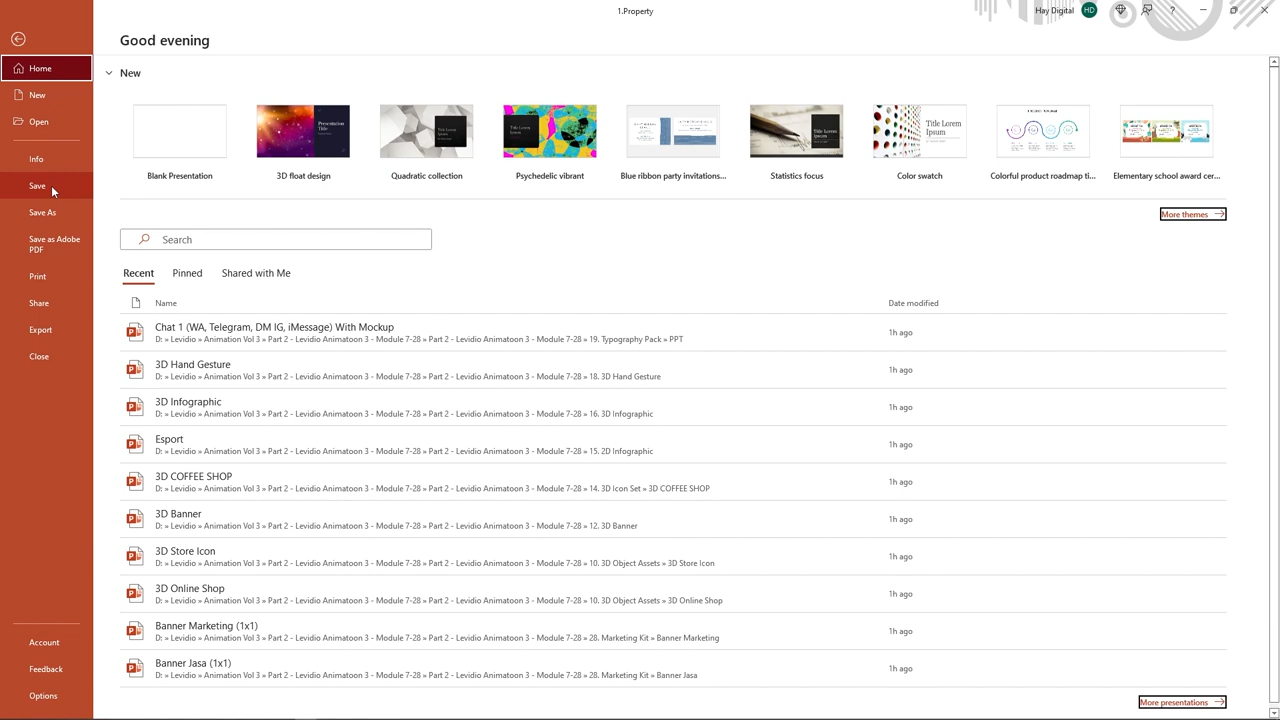 1.Property
Hay Digital HD ?
Good evening
Home
New
Open
Info
Save
Save As
Save as Adobe
PDF
Print
Share
Export
Close
Account
Feedback
Options
New
Blank Presentation
Presentation
Title
3D float design
Title Lorem
Ipsum
Quadratic collection
Title Lorem
Ipsum
Psychedelic vibrant
Blue ribbon party invitations...
Title Lorem
Ipsum
Statistics focus
Title Lorem
Ipsum
Color swatch
Colorful product roadmap ti...
Elementary school award cer...
More themes
Search
Recent Pinned Shared with Me
Name Date modified
Chat 1 (WA, Telegram, DM IG, iMessage) With Mockup
D: » Levidio » Animation Vol 3 » Part 2 - Levidio Animatoon 3 - Module 7-28 » Part 2 - Levidio Animatoon 3 - Module 7-28 » 19. Typography Pack » PPT
1h ago
3D Hand Gesture
D: » Levidio » Animation Vol 3 » Part 2 - Levidio Animatoon 3 - Module 7-28 » Part 2 - Levidio Animatoon 3 - Module 7-28 » 18. 3D Hand Gesture
1h ago
3D Infographic
D: » Levidio » Animation Vol 3 » Part 2 - Levidio Animatoon 3 - Module 7-28 » Part 2 - Levidio Animatoon 3 - Module 7-28 » 16. 3D Infographic
1h ago
Esport
D: » Levidio » Animation Vol 3 » Part 2 - Levidio Animatoon 3 - Module 7-28 » Part 2 - Levidio Animatoon 3 - Module 7-28 » 15. 2D Infographic
1h ago
3D COFFEE SHOP
D: » Levidio » Animation Vol 3 » Part 2 - Levidio Animatoon 3 - Module 7-28 » Part 2 - Levidio Animatoon 3 - Module 7-28 » 14. 3D Icon Set » 3D COFFEE SHOP
1h ago
3D Banner
D: » Levidio » Animation Vol 3 » Part 2 - Levidio Animatoon 3 - Module 7-28 » Part 2 - Levidio Animatoon 3 - Module 7-28 » 12. 3D Banner
1h ago
3D Store Icon
D: » Levidio » Animation Vol 3 » Part 2 - Levidio Animatoon 3 - Module 7-28 » Part 2 - Levidio Animatoon 3 - Module 7-28 » 10. 3D Object Assets » 3D Store Icon
1h ago
3D Online Shop
D: » Levidio » Animation Vol 3 » Part 2 - Levidio Animatoon 3 - Module 7-28 » Part 2 - Levidio Animatoon 3 - Module 7-28 » 10. 3D Object Assets » 3D Online Shop
1h ago
Banner Marketing (1x1)
D: » Levidio » Animation Vol 3 » Part 2 - Levidio Animatoon 3 - Module 7-28 » Part 2 - Levidio Animatoon 3 - Module 7-28 » 28. Marketing Kit » Banner Marketing
1h ago
Banner Jasa (1x1)
D: » Levidio » Animation Vol 3 » Part 2 - Levidio Animatoon 3 - Module 7-28 » Part 2 - Levidio Animatoon 3 - Module 7-28 » 28. Marketing Kit » Banner Jasa
1h ago
More presentations